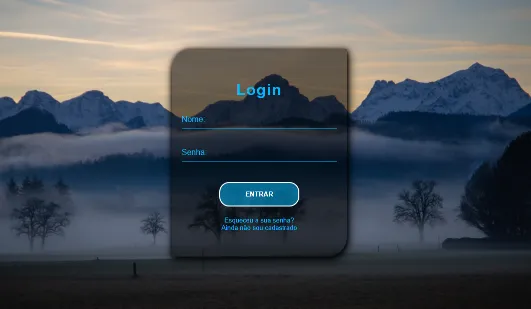 Login
Nome
Senha
ENTRAR
Esqueceu a sua senha?
Ainda não sou cadastrado